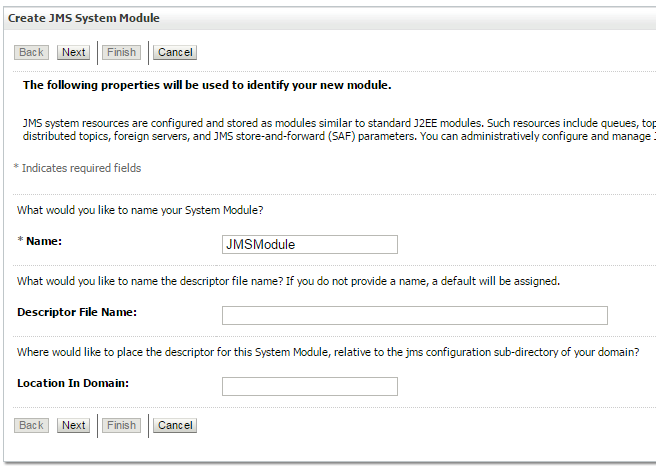 Create JMS System Module
Back Next Finish Cancel
The following properties will be used to identify your new module.
JMS system resources are configured and stored as modules similar to standard J2EE modules. Such resources include queues,
distributed topics, foreign servers, and JMS store-and-forward (SAF) parameters. You can administratively configure and manage
* Indicates required fields
What would you like to name your System Module?
* Name: JMSModule
What would you like to name the descriptor file name? If you do not provide a name, a default will be assigned.
Descriptor File Name:
Where would like to place the descriptor for this System Module, relative to the jms configuration sub-directory of your domain?
Location In Domain:
Back Next Finish Cancel